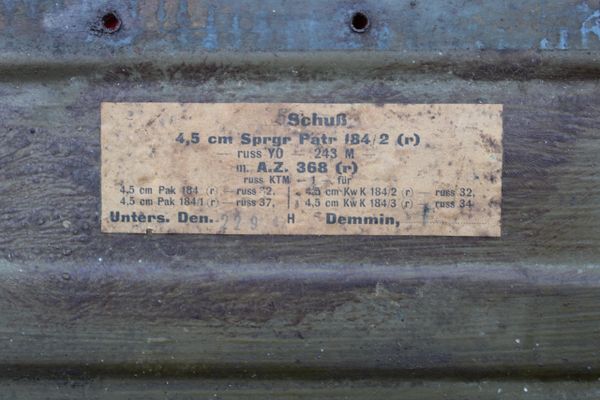 Schuß
4,5 cm Sprgr Patr 184/2 (r)
— russ YO — 243 M —
m. A.Z. 368 (r)
russ KTM — 1 — für
4,5 cm Pak 184 (r) — russ 32, 4,5 cm KwK 184/2 (r) — russ 32,
4,5 cm Pak 184/1 (r) — russ 37, 4,5 cm KwK 184/3 (r) — russ 34
Unters. Den. H Demmin,